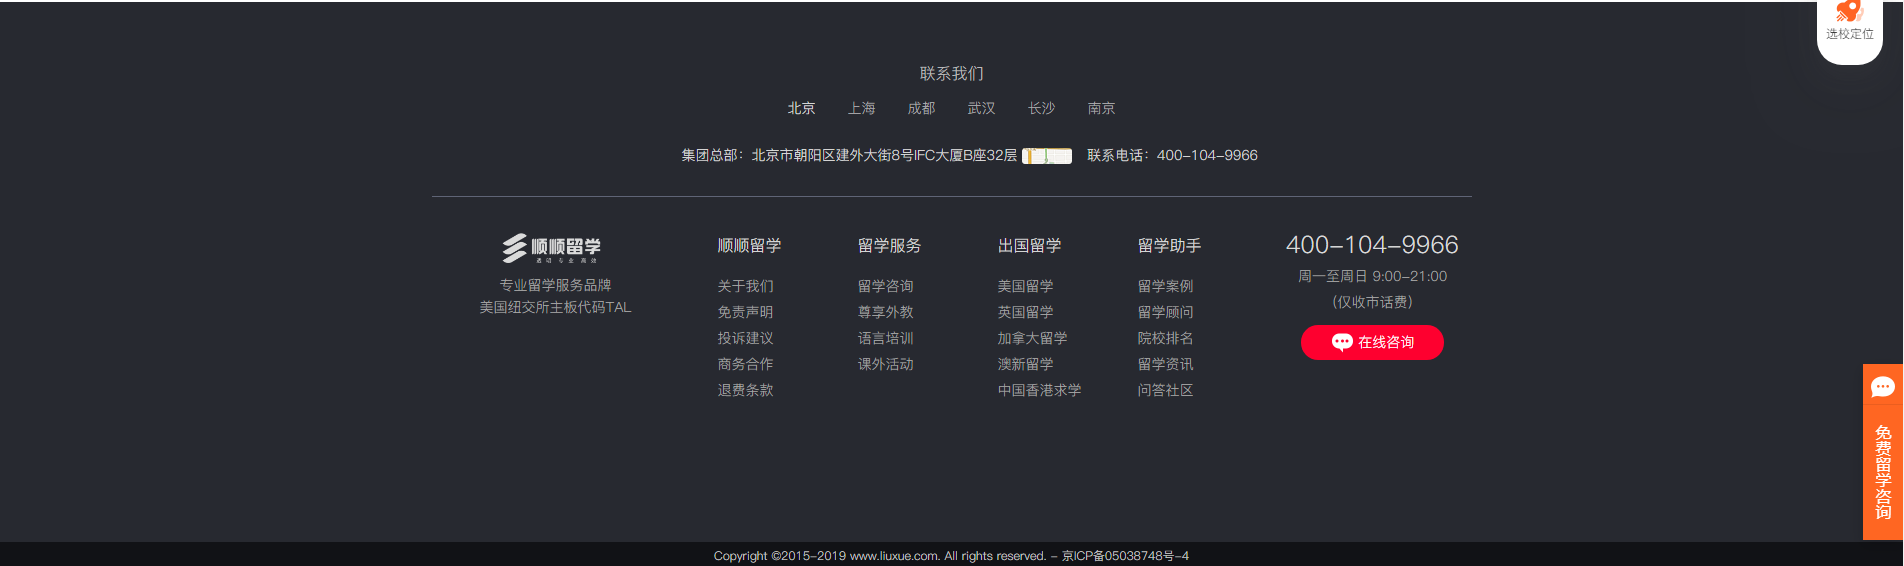 选校定位
联系我们
北京 上海 成都 武汉 长沙 南京
集团总部：北京市朝阳区建外大街8号IFC大厦B座32层 联系电话：400-104-9966
顺顺留学
透明 专业 高效
专业留学服务品牌
美国纽交所主板代码TAL
顺顺留学
关于我们
免责声明
投诉建议
商务合作
退费条款
留学服务
留学咨询
尊享外教
语言培训
课外活动
出国留学
美国留学
英国留学
加拿大留学
澳新留学
中国香港求学
留学助手
留学案例
留学顾问
院校排名
留学资讯
问答社区
400-104-9966
周一至周日 9:00-21:00
（仅收市话费）
在线咨询
免费留学咨询
Copyright ©2015-2019 www.liuxue.com. All rights reserved. - 京ICP备05038748号-4